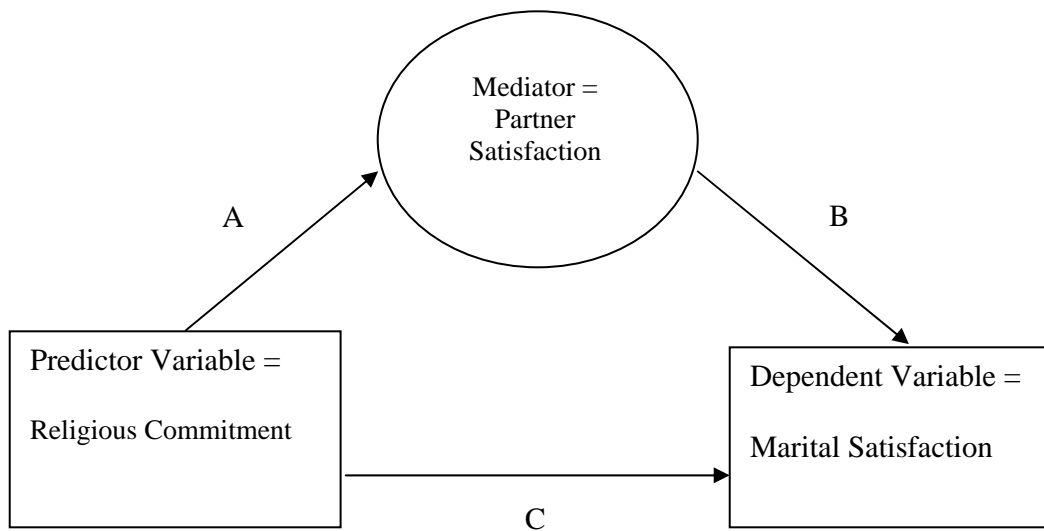 Mediator =
Partner
Satisfaction
A
B
Predictor Variable =
Religious Commitment
Dependent Variable =
Marital Satisfaction
C